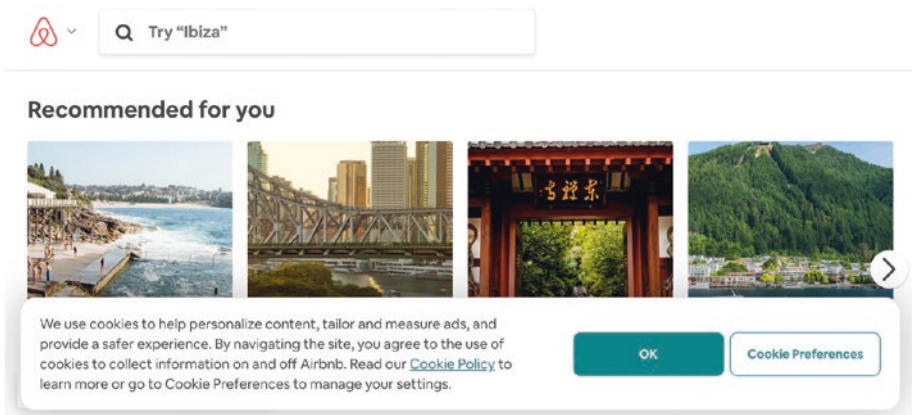 Try “Ibiza”
Recommended for you
寺禅东
We use cookies to help personalize content, tailor and measure ads, and
provide a safer experience. By navigating the site, you agree to the use of
cookies to collect information on and off Airbnb. Read our Cookie Policy to
learn more or go to Cookie Preferences to manage your settings.
OK
Cookie Preferences